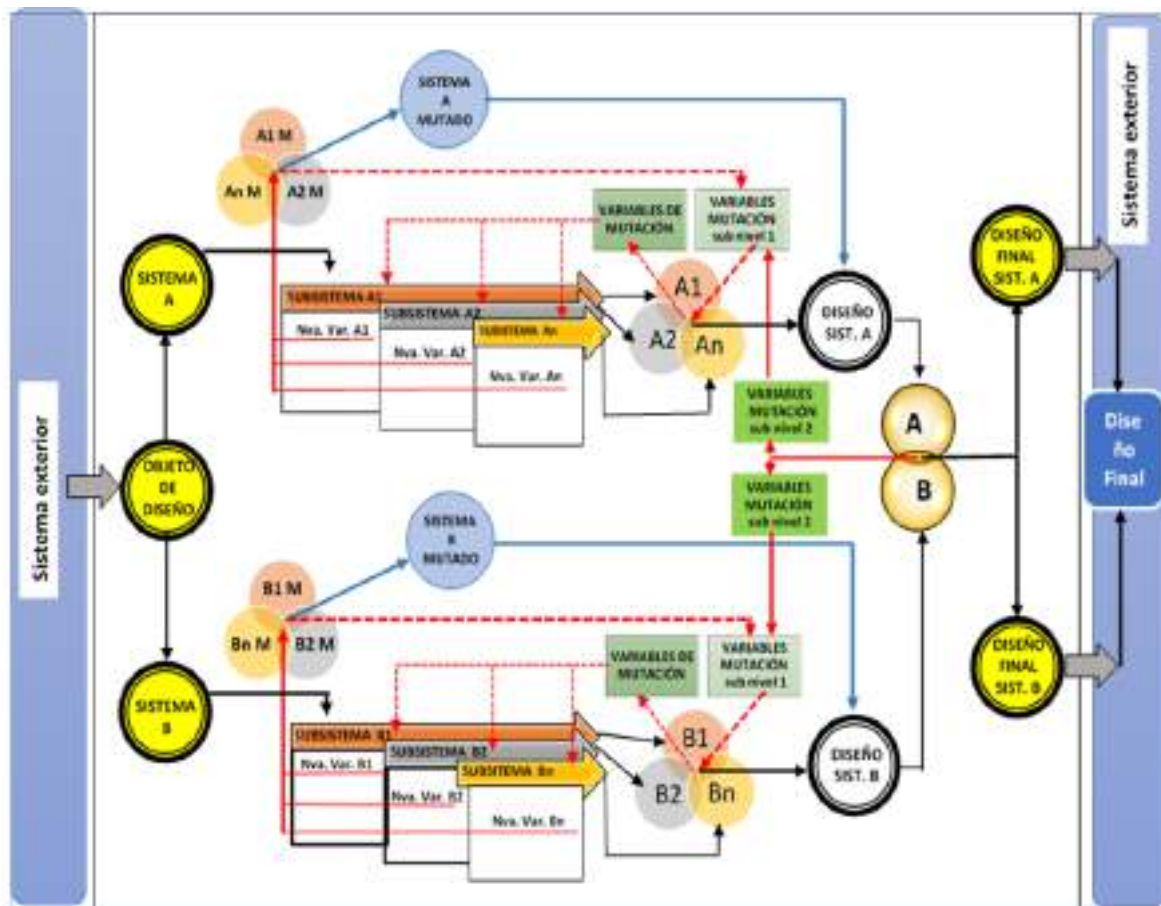 Sistema exterior
SISTEMA
A
MUTADO
A1 M
An M
A2 M
SISTEMA
A
VARIABLES DE
MUTACIÓN
VARIABLES
MUTACIÓN
sub nivel 1
SUBSISTEMA A1
SUBSISTEMA A2
SUBSITEMA An
Nva. Var. A1
Nva. Var. A2
Nva. Var. An
A1
A2
An
DISEÑO
SIST. A
VARIABLES
MUTACIÓN
sub nivel 2
OBJETO
DE
DISEÑO.
VARIABLES
MUTACIÓN
sub nivel 1
A
B
SISTEMA
B
MUTADO
B1 M
Bn M
B2 M
SISTEMA
B
VARIABLES DE
MUTACIÓN
VARIABLES
MUTACIÓN
sub nivel 1
SUBSISTEMA B1
SUBSISTEMA B2
SUBSITEMA Bn
Nva. Var. B1
Nva. Var. B2
Nva. Var. Bn
B1
B2
Bn
DISEÑO
SIST. B
DISEÑO
FINAL
SIST. A
DISEÑO
FINAL
SIST. B
Sistema exterior
Dise
ño
Final